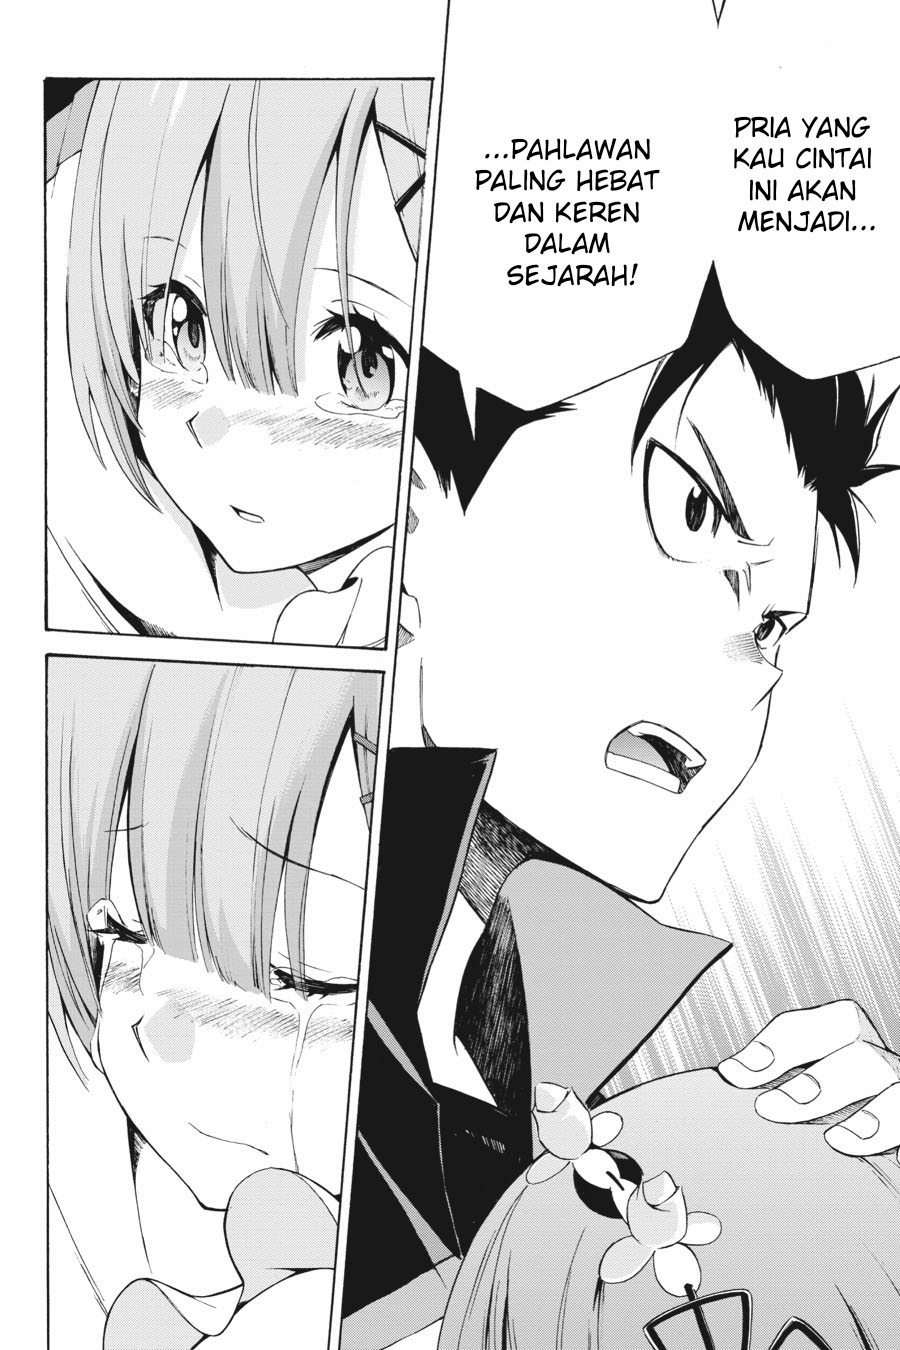 PRIA YANG
KAU CINTAI
INI AKAN
MENJADI...
...PAHLAWAN
PALING HEBAT
DAN KEREN
DALAM
SEJARAH!